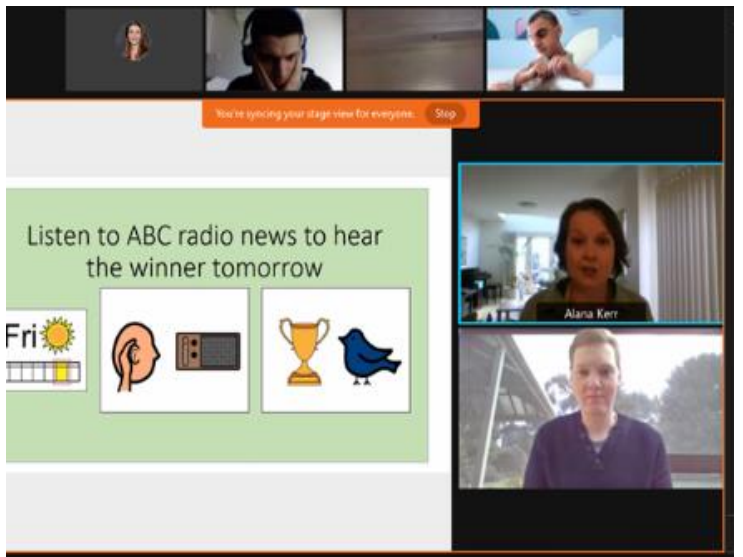 You're syncing your stage view for everyone. Stop
Listen to ABC radio news to hear
the winner tomorrow
Fri
Alana Kerr